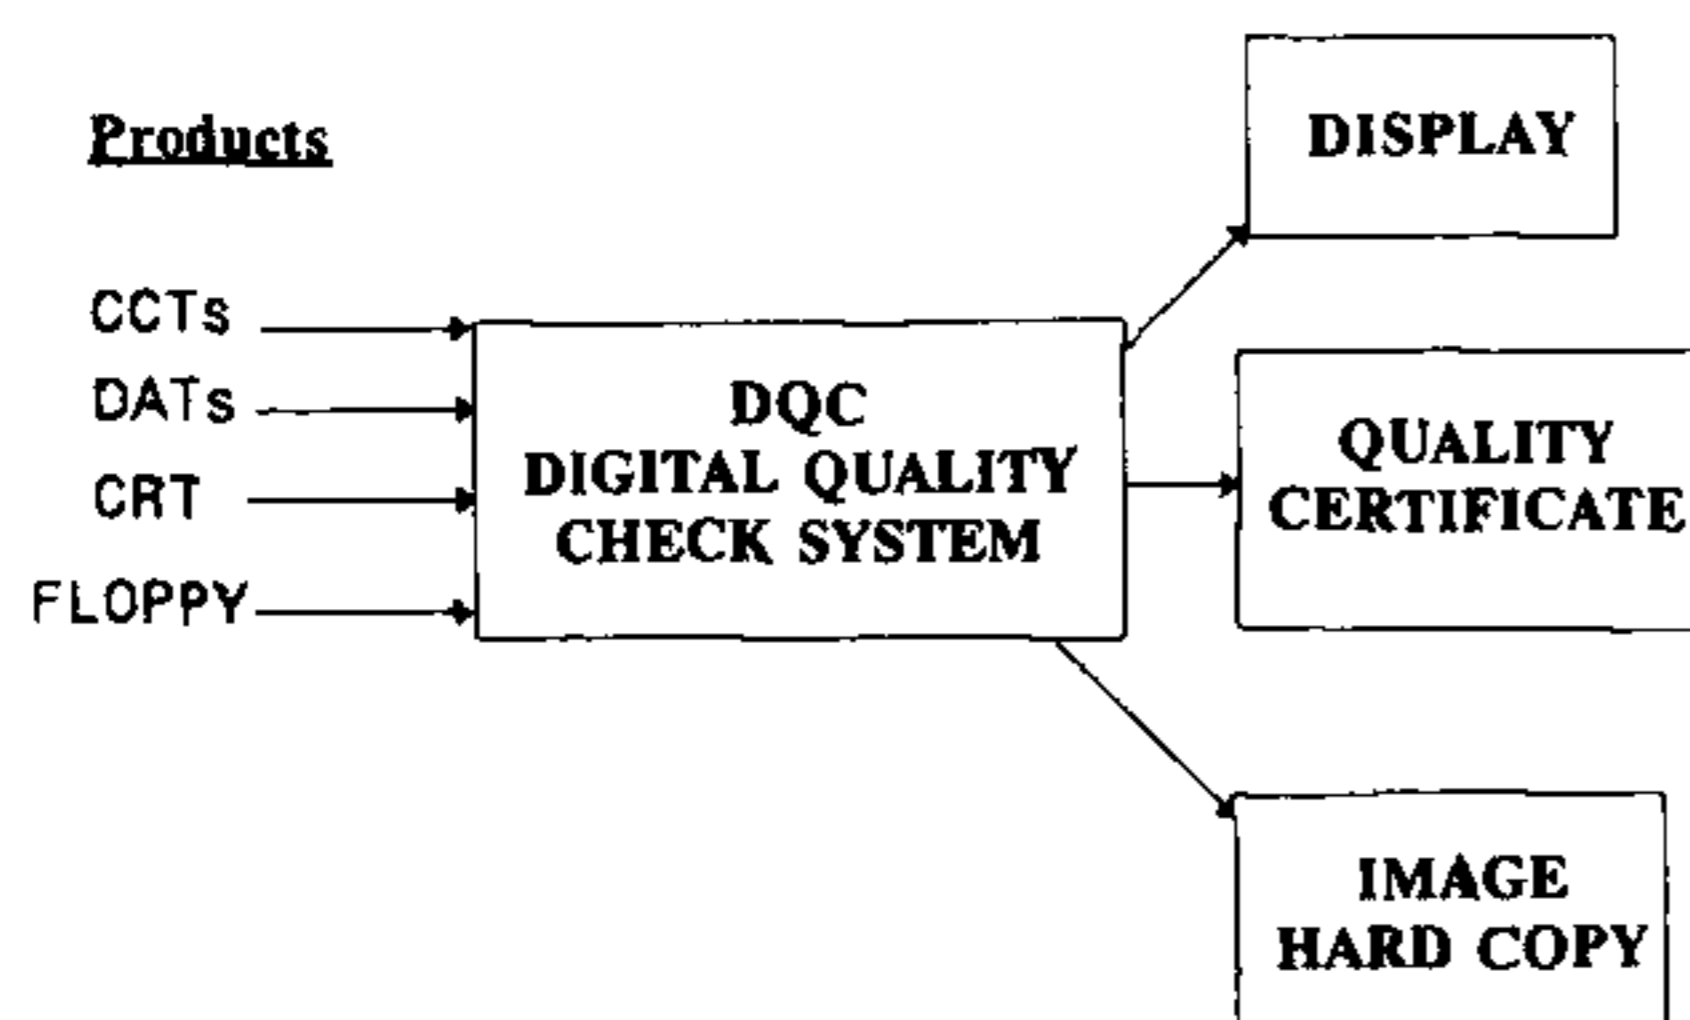 Products
CCTs
DATs
CRT
FLOPPY
DQC
DIGITAL QUALITY
CHECK SYSTEM
DISPLAY
QUALITY
CERTIFICATE
IMAGE
HARD COPY